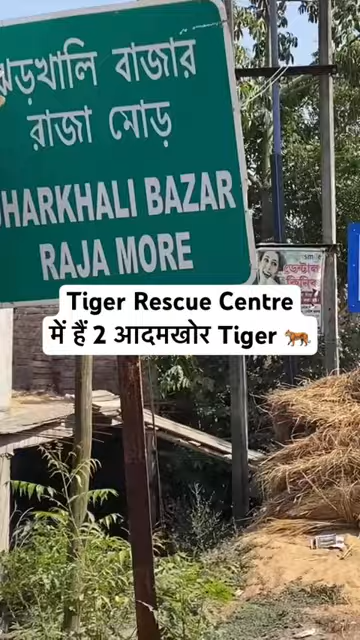 ঝড়খালি বাজার
রাজা মোড়
JHARKHALI BAZAR
RAJA MORE
Tiger Rescue Centre
में हैं 2 आदमखोर Tiger 🐅